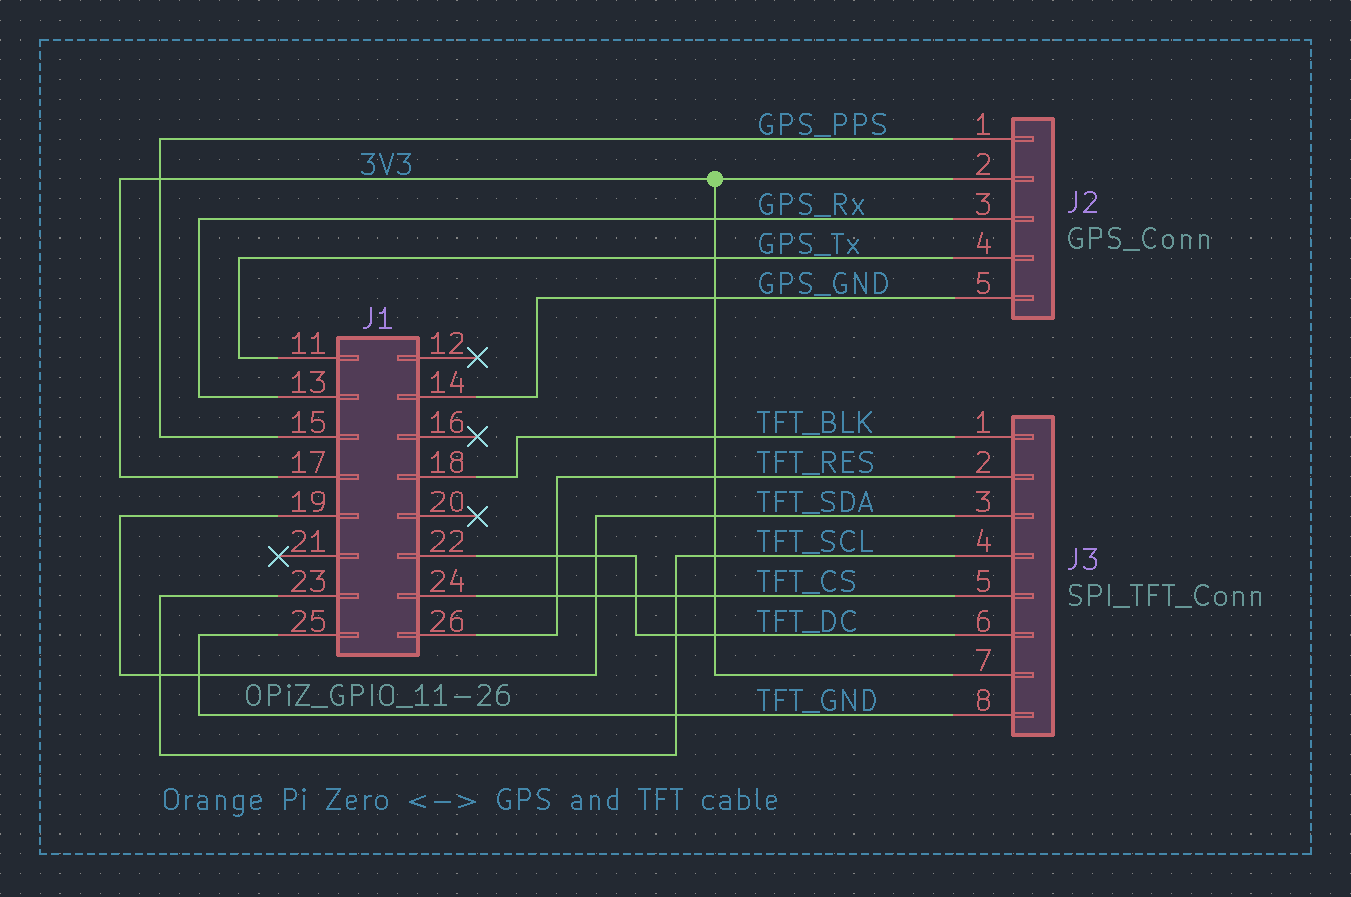 GPS_PPS 1
3V3 2
GPS_Rx 3
J2
GPS_Tx 4
GPS_Conn
GPS_GND 5
J1
11 12
13 14
15 16 TFT_BLK 1
17 18 TFT_RES 2
19 20 TFT_SDA 3
21 22 TFT_SCL 4
J3
23 24 TFT_CS 5
SPI_TFT_Conn
25 26 TFT_DC 6
7
OPiZ_GPIO_11-26 TFT_GND 8
Orange Pi Zero <-> GPS and TFT cable